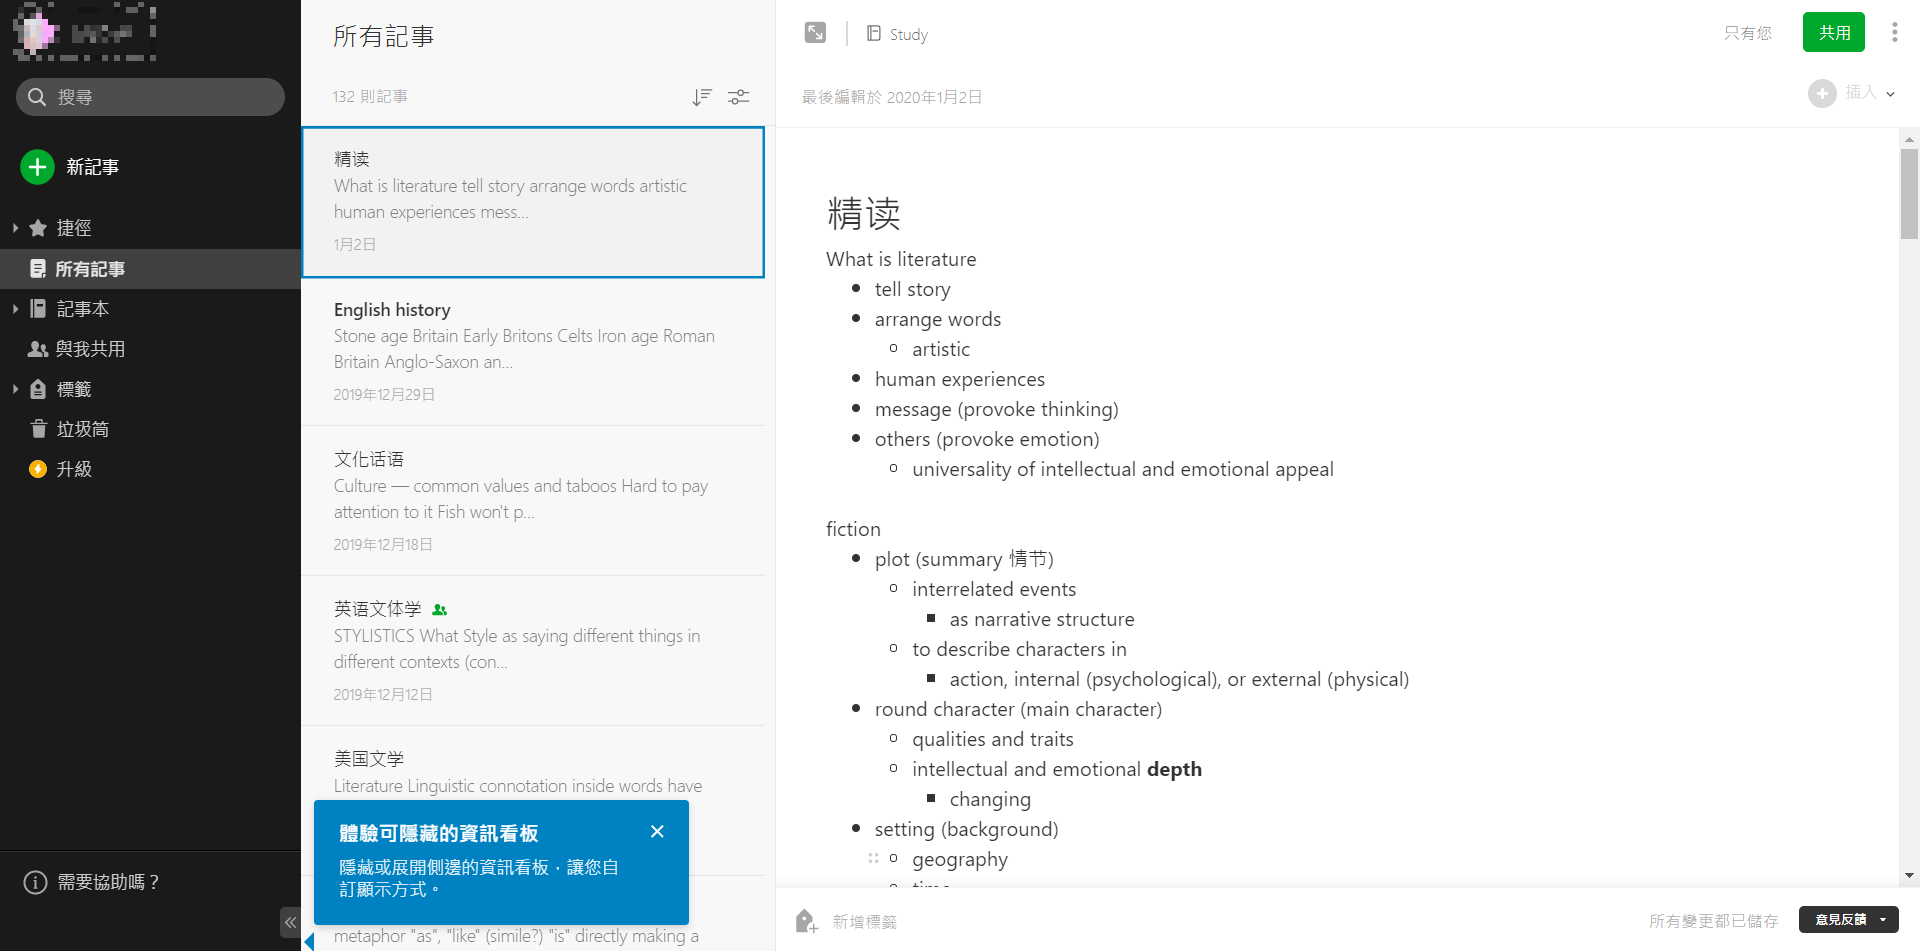 搜尋
新記事
捷徑
所有記事
記事本
與我共用
標籤
垃圾筒
升級
需要協助嗎？
所有記事
132 則記事
精读
What is literature tell story arrange words artistic
human experiences mess...
1月2日
English history
Stone age Britain Early Britons Celts Iron age Roman
Britain Anglo-Saxon an...
2019年12月29日
文化话语
Culture — common values and taboos Hard to pay
attention to it Fish won't p...
2019年12月18日
英语文体学
STYLISTICS What Style as saying different things in
different contexts (con...
2019年12月12日
美国文学
Literature Linguistic connotation inside words have
體驗可隱藏的資訊看板
隱藏或展開側邊的資訊看板，讓您自
訂顯示方式。
metaphor "as", "like" (simile?) "is" directly making a
Study
只有您
共用
最後編輯於 2020年1月2日
插入
精读
What is literature
tell story
arrange words
artistic
human experiences
message (provoke thinking)
others (provoke emotion)
universality of intellectual and emotional appeal
fiction
plot (summary 情节)
interrelated events
as narrative structure
to describe characters in
action, internal (psychological), or external (physical)
round character (main character)
qualities and traits
intellectual and emotional depth
changing
setting (background)
geography
time
新增標籤
所有變更都已儲存
意見反饋